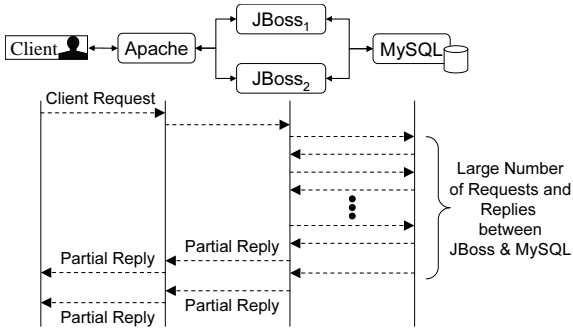 JBoss1
Client
Apache
MySQL
JBoss2
Client Request
Large Number
of Requests and
Replies
between
JBoss & MySQL
Partial Reply
Partial Reply
Partial Reply
Partial Reply